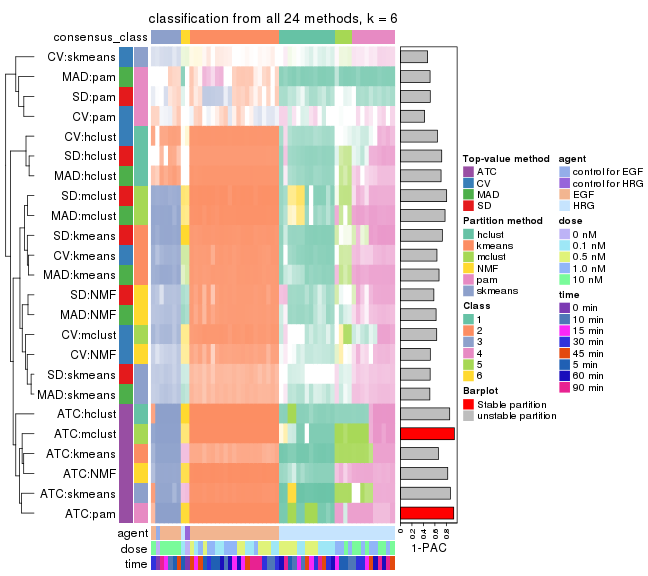 classification from all 24 methods, k = 6
consensus_class
CV:skmeans
MAD:pam
SD:pam
CV:pam
CV:hclust
SD:hclust
MAD:hclust
SD:mclust
MAD:mclust
SD:kmeans
CV:kmeans
MAD:kmeans
SD:NMF
MAD:NMF
CV:mclust
CV:NMF
SD:skmeans
MAD:skmeans
ATC:hclust
ATC:mclust
ATC:kmeans
ATC:NMF
ATC:skmeans
ATC:pam
agent
dose
time
0 0.2 0.4 0.6 0.8
1-PAC
Top-value method
ATC
CV
MAD
SD
Partition method
hclust
kmeans
mclust
NMF
pam
skmeans
Class
1
2
3
4
5
6
Barplot
Stable partition
unstable partition
agent
control for EGF
control for HRG
EGF
HRG
dose
0 nM
0.1 nM
0.5 nM
1.0 nM
10 nM
time
0 min
10 min
15 min
30 min
45 min
5 min
60 min
90 min